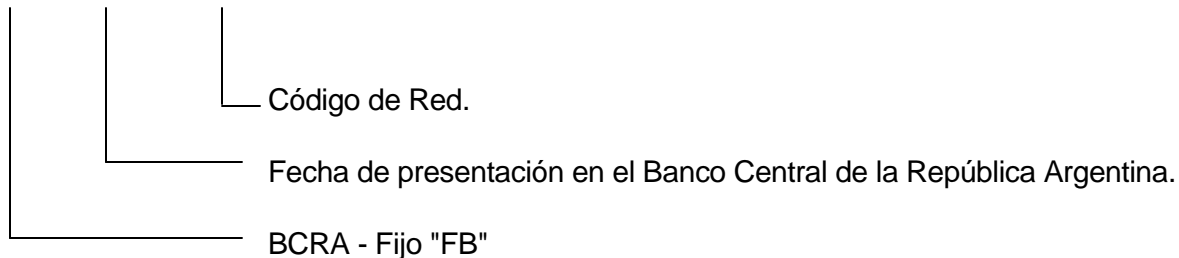 Código de Red.
Fecha de presentación en el Banco Central de la República Argentina.
BCRA - Fijo "FB"